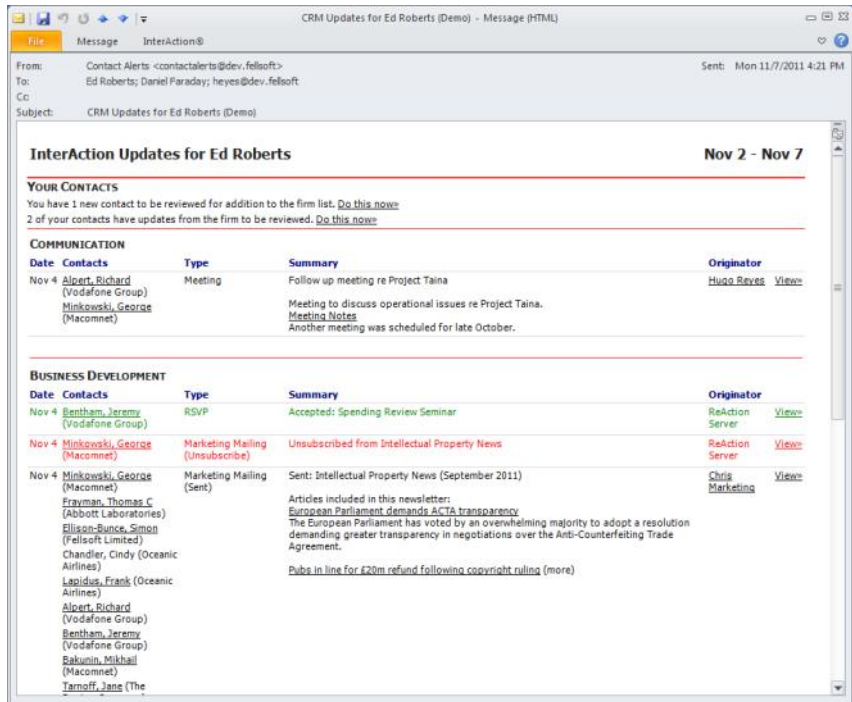 CRM Updates for Ed Roberts (Demo) - Message (HTML)
File Message InterAction®
From: Contact Alerts <contactalerts@dev.fellsoft> Sent: Mon 11/7/2011 4:21 PM
To: Ed Roberts; Daniel Faraday; heyes@dev.fellsoft
Cc:
Subject: CRM Updates for Ed Roberts (Demo)
InterAction Updates for Ed Roberts Nov 2 - Nov 7
YOUR CONTACTS
You have 1 new contact to be reviewed for addition to the firm list. Do this now»
2 of your contacts have updates from the firm to be reviewed. Do this now»
COMMUNICATION
Date Contacts Type Summary Originator
Nov 4 Alpert, Richard Meeting Follow up meeting re Project Taina Hugo Reyes View»
(Vodafone Group)
Minkowski, George Meeting to discuss operational issues re Project Taina.
(Macomnet) Meeting Notes
Another meeting was scheduled for late October.
BUSINESS DEVELOPMENT
Date Contacts Type Summary Originator
Nov 4 Bentham, Jeremy RSVP Accepted: Spending Review Seminar ReAction View»
(Vodafone Group) Server
Nov 4 Minkowski, George Marketing Mailing Unsubscribed from Intellectual Property News ReAction View»
(Macomnet) (Unsubscribe) Server
Nov 4 Minkowski, George Marketing Mailing Sent: Intellectual Property News (September 2011) Chris View»
(Macomnet) (Sent) Marketing
Frayman, Thomas C Articles included in this newsletter:
(Abbott Laboratories) European Parliament demands ACTA transparency
Ellison-Bunce, Simon The European Parliament has voted by an overwhelming majority to adopt a resolution
(Fellsoft Limited) demanding greater transparency in negotiations over the Anti-Counterfeiting Trade
Chandler, Cindy (Oceanic Agreement.
Airlines)
Lapidus, Frank (Oceanic Pubs in line for £20m refund following copyright ruling (more)
Airlines)
Alpert, Richard
(Vodafone Group)
Bentham, Jeremy
(Vodafone Group)
Bakunin, Mikhail
(Macomnet)
Tarnoff, Jane (The